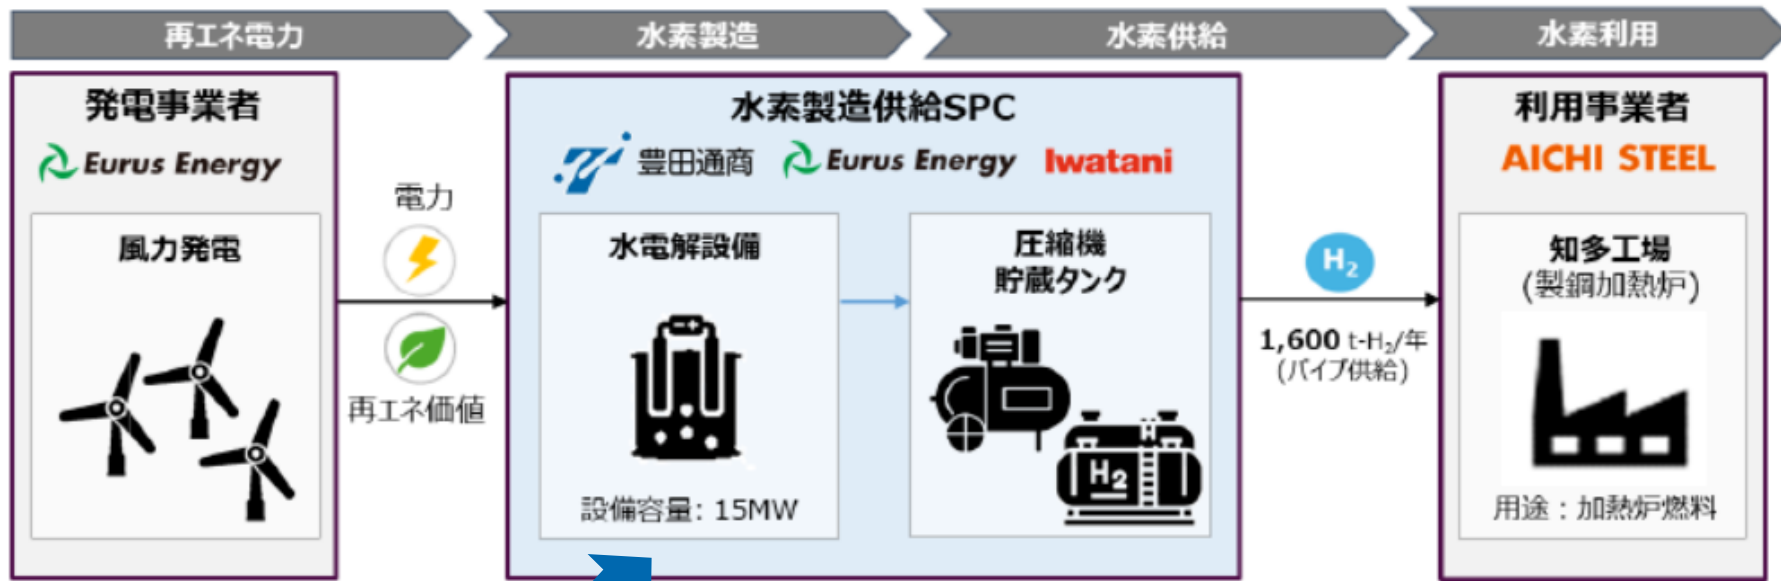 再エネ電力
水素製造
水素供給
水素利用
発電事業者
Eurus Energy
風力発電
電力
再エネ価値
水素製造供給SPC
豊田通商
Eurus Energy
Iwatani
水電解設備
設備容量: 15MW
圧縮機
貯蔵タンク
H2
H₂
1,600 t-H₂/年
(パイプ供給)
利用事業者
AICHI STEEL
知多工場
(製鋼加熱炉)
用途：加熱炉燃料